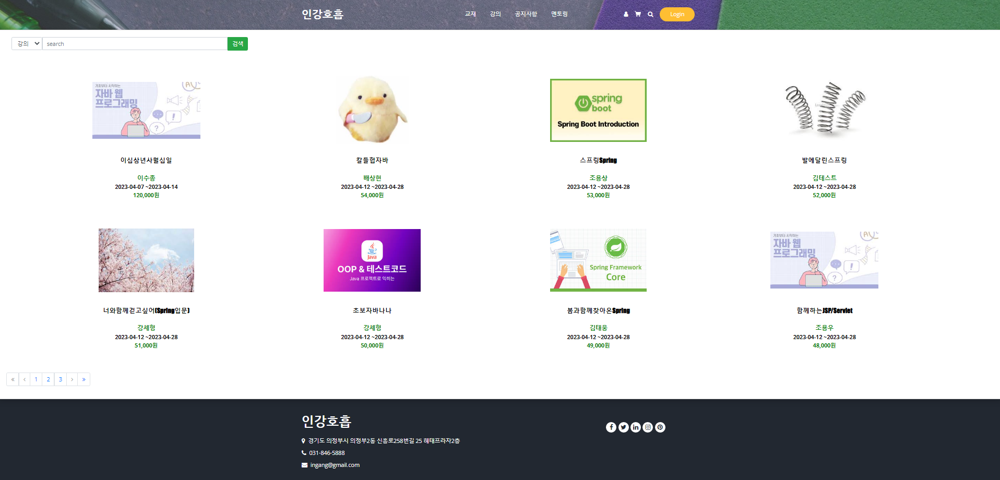 인강호흡
교재 강의 공지사항 멘토링
Login
강의 search 검색
기초부터 시작하는
자바 웹
프로그래밍
spring
boot
Spring Boot Introduction
이십삼년사월십일
칼들협자바
스프링Spring
발에달린스프링
이수종
배상현
조용상
김테스트
2023-04-07 ~2023-04-14
2023-04-12 ~2023-04-28
2023-04-12 ~2023-04-28
2023-04-12 ~2023-04-28
120,000원
54,000원
53,000원
52,000원
Java
OOP & 테스트코드
Java 프로젝트로 익히는
Spring Framework
Core
기초부터 시작하는
자바 웹
프로그래밍
너와함께걷고싶어(Spring입문)
초보자바나나
봄과함께찾아온Spring
함께하는JSP/Servlet
강세형
강세형
김태웅
조용우
2023-04-12 ~2023-04-28
2023-04-12 ~2023-04-28
2023-04-12 ~2023-04-28
2023-04-12 ~2023-04-28
51,000원
50,000원
49,000원
48,000원
« ‹ 1 2 3 › »
인강호흡
경기도 의정부시 의정부2동 신흥로258번길 25 해태프라자2층
031-846-5888
ingang@gmail.com